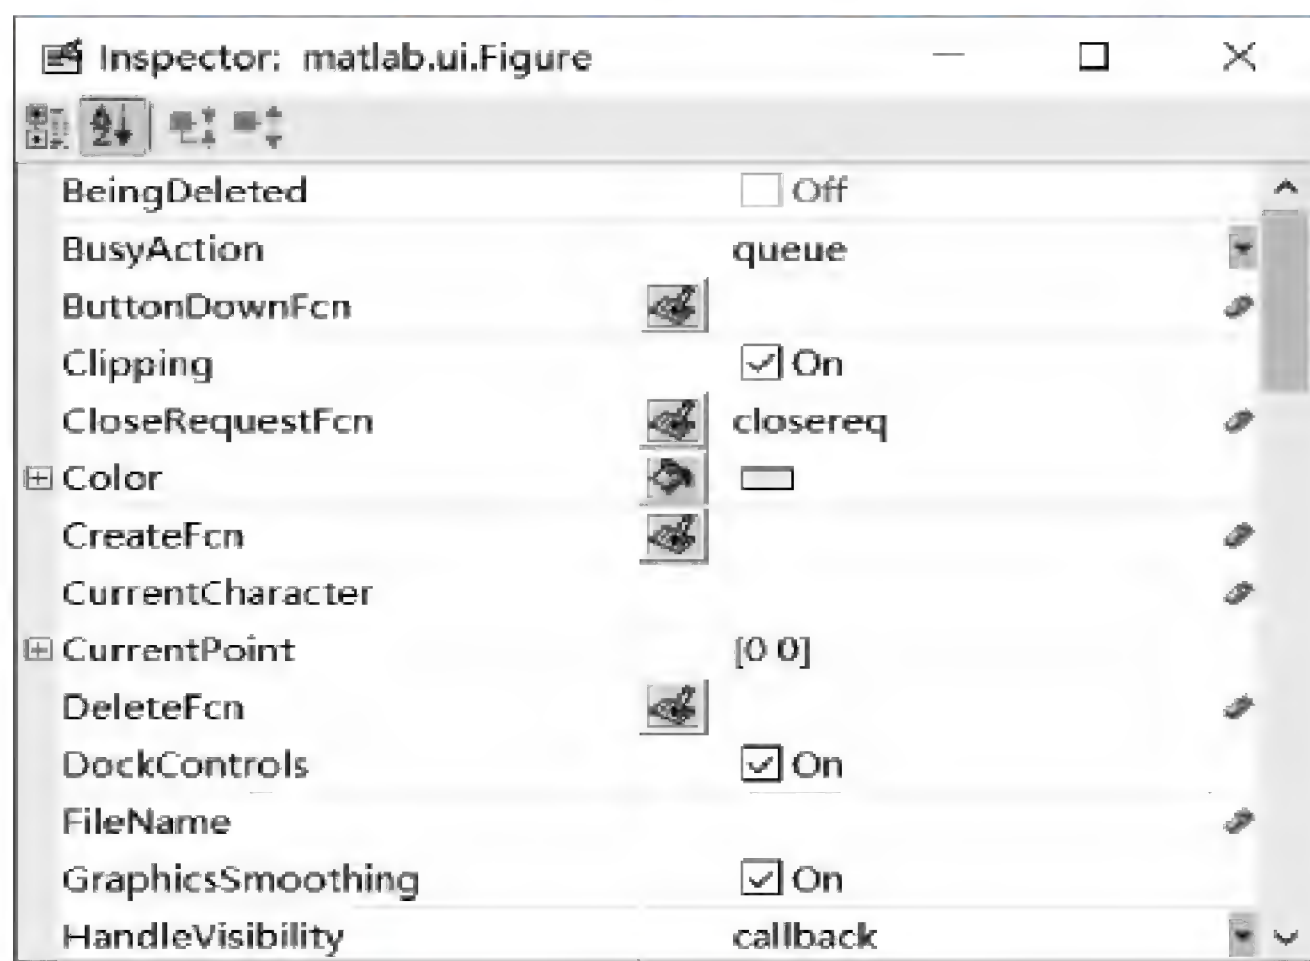 Inspector: matlab.ui.Figure
BeingDeleted Off
BusyAction queue
ButtonDownFcn
Clipping On
CloseRequestFcn closereq
Color
CreateFcn
CurrentCharacter
CurrentPoint [0 0]
DeleteFcn
DockControls On
FileName
GraphicsSmoothing On
HandleVisibility callback